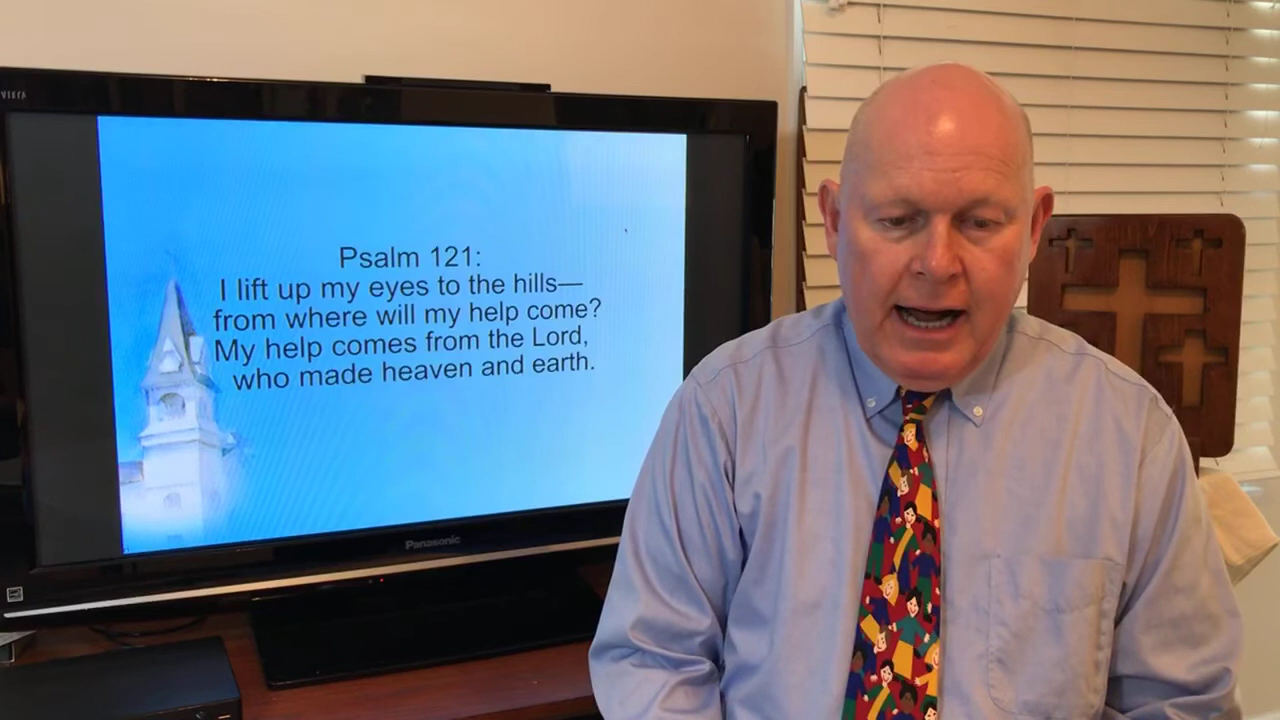 VIERA
Psalm 121:
I lift up my eyes to the hills—
from where will my help come?
My help comes from the Lord,
who made heaven and earth.
Panasonic